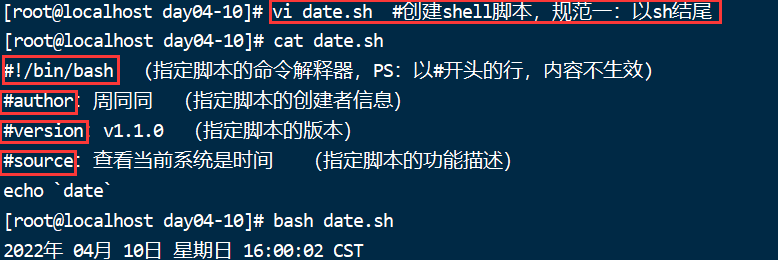 [root@localhost day04-10]# vi date.sh  #创建shell脚本，规范一：以sh结尾
[root@localhost day04-10]# cat date.sh
#!/bin/bash  （指定脚本的命令解释器，PS：以#开头的行，内容不生效）
#author：周同同  （指定脚本的创建者信息）
#version：v1.1.0  （指定脚本的版本）
#source：查看当前系统是时间  （指定脚本的功能描述）
echo `date`
[root@localhost day04-10]# bash date.sh
2022年 04月 10日 星期日 16:00:02 CST